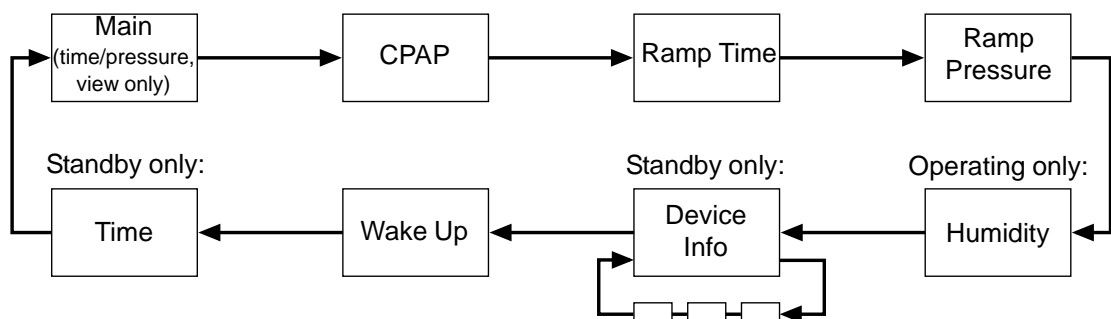 Main
(time/pressure,
view only)
CPAP
Ramp Time
Ramp
Pressure
Standby only:
Time
Wake Up
Standby only:
Device
Info
Operating only:
Humidity